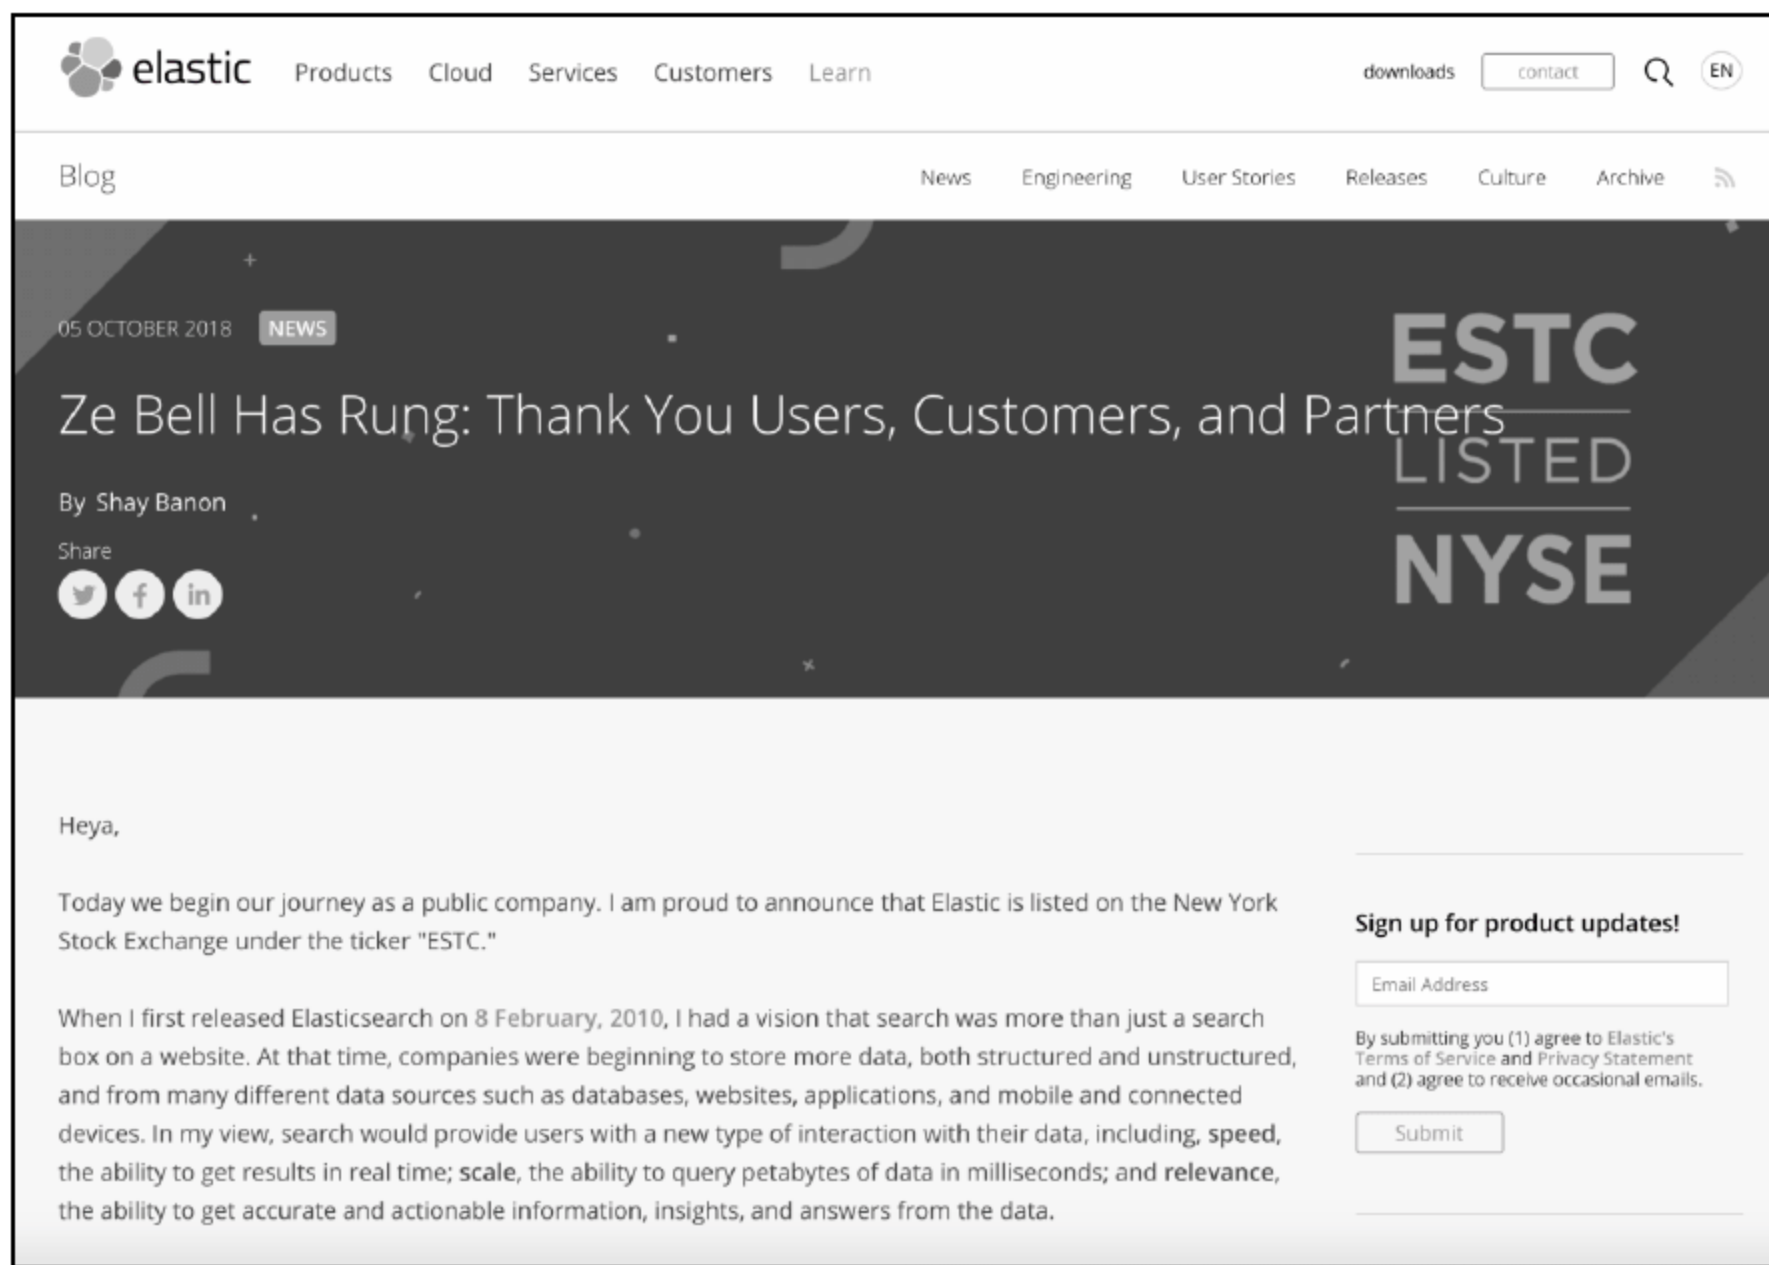 elastic Products Cloud Services Customers Learn downloads contact EN
Blog News Engineering User Stories Releases Culture Archive
05 OCTOBER 2018 NEWS
Ze Bell Has Rung: Thank You Users, Customers, and Partners
By Shay Banon
Share
ESTC
LISTED
NYSE
Heya,
Today we begin our journey as a public company. I am proud to announce that Elastic is listed on the New York
Stock Exchange under the ticker "ESTC."
When I first released Elasticsearch on 8 February, 2010, I had a vision that search was more than just a search
box on a website. At that time, companies were beginning to store more data, both structured and unstructured,
and from many different data sources such as databases, websites, applications, and mobile and connected
devices. In my view, search would provide users with a new type of interaction with their data, including, speed,
the ability to get results in real time; scale, the ability to query petabytes of data in milliseconds; and relevance,
the ability to get accurate and actionable information, insights, and answers from the data.
Sign up for product updates!
Email Address
By submitting you (1) agree to Elastic's
Terms of Service and Privacy Statement
and (2) agree to receive occasional emails.
Submit